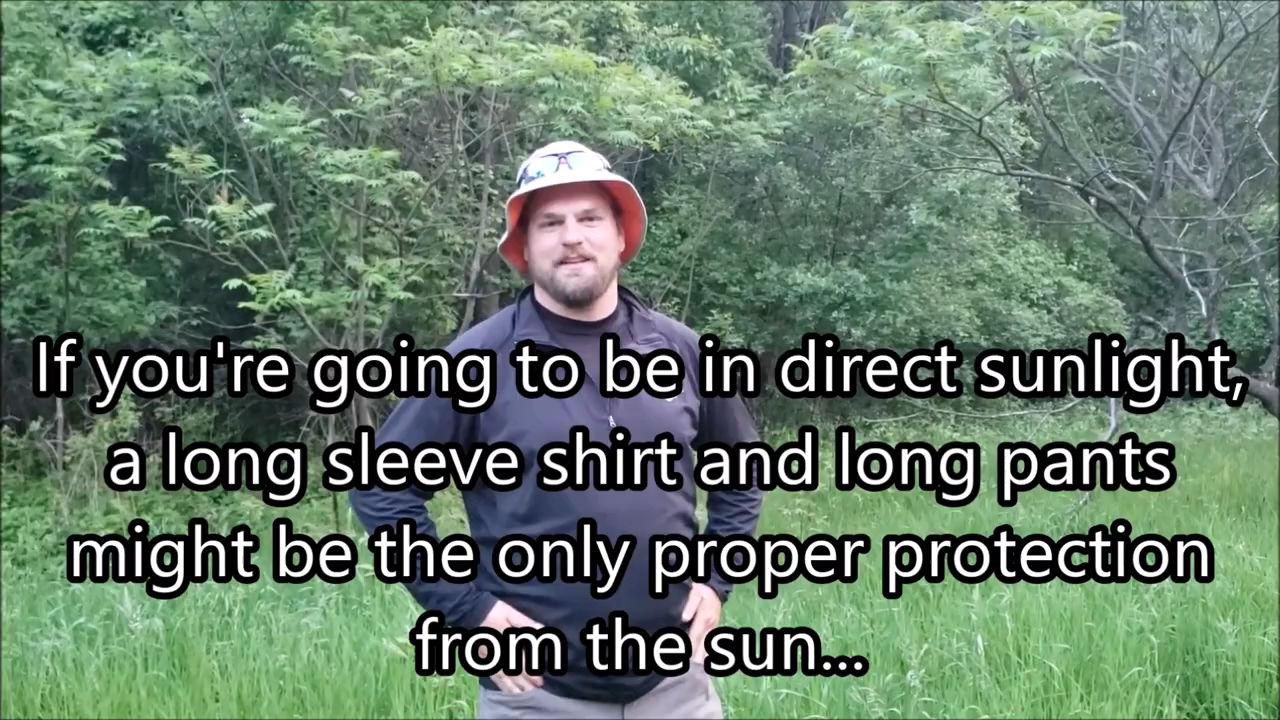 If you're going to be in direct sunlight,
a long sleeve shirt and long pants
might be the only proper protection
from the sun...